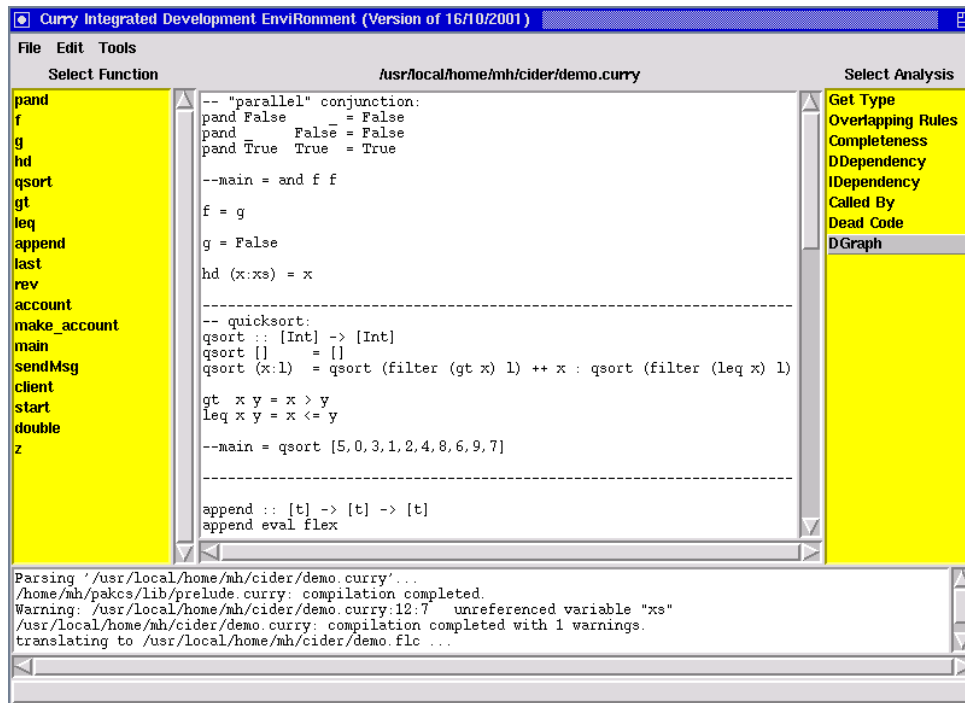 Curry Integrated Development EnviRonment (Version of 16/10/2001)
File Edit Tools
Select Function
/usr/local/home/mh/cider/demo.curry
Select Analysis
pand
f
g
hd
qsort
gt
leq
append
last
rev
account
make_account
main
sendMsg
client
start
double
z
-- "parallel" conjunction:
pand False     _ = False
pand _     False = False
pand True  True  = True
--main = and f f
f = g
g = False
hd (x:xs) = x
------------------------------------------------------------------------
-- quicksort:
qsort :: [Int] -> [Int]
qsort []     = []
qsort (x:l)  = qsort (filter (gt x) l) ++ x : qsort (filter (leq x) l)
gt  x y = x > y
leq x y = x <= y
--main = qsort [5,0,3,1,2,4,8,6,9,7]
------------------------------------------------------------------------
append :: [t] -> [t] -> [t]
append eval flex
Get Type
Overlapping Rules
Completeness
DDependency
IDependency
Called By
Dead Code
DGraph
Parsing '/usr/local/home/mh/cider/demo.curry'...
/home/mh/pakcs/lib/prelude.curry: compilation completed.
Warning: /usr/local/home/mh/cider/demo.curry:12:7   unreferenced variable "xs"
/usr/local/home/mh/cider/demo.curry: compilation completed with 1 warnings.
translating to /usr/local/home/mh/cider/demo.flc ...